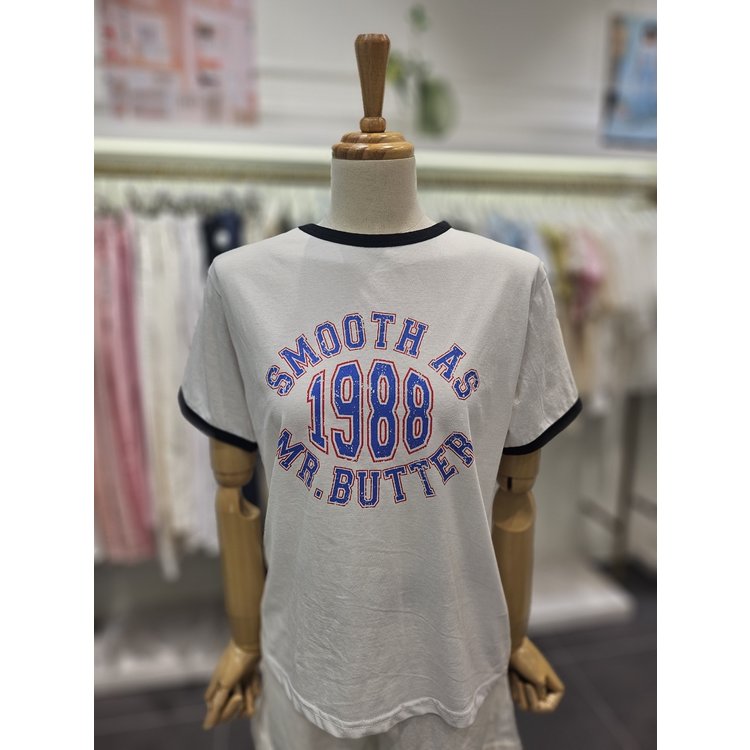 SMOOTH AS
1988
MR. BUTTER